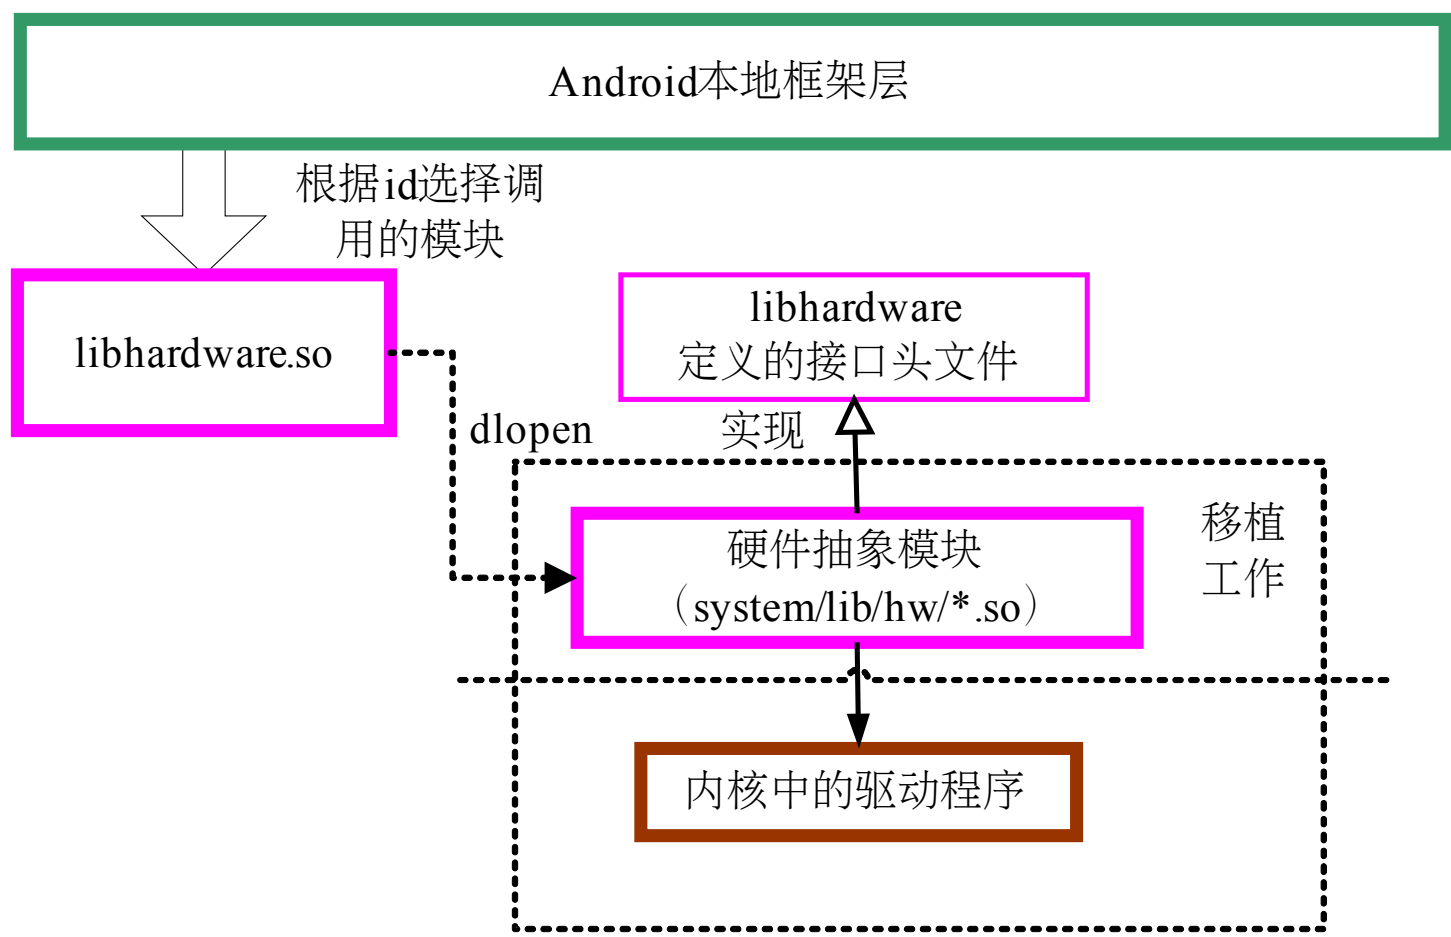 Android本地框架层
根据id选择调
用的模块
libhardware.so
libhardware
定义的接口头文件
dlopen
实现
移植
工作
硬件抽象模块
（system/lib/hw/*.so）
内核中的驱动程序